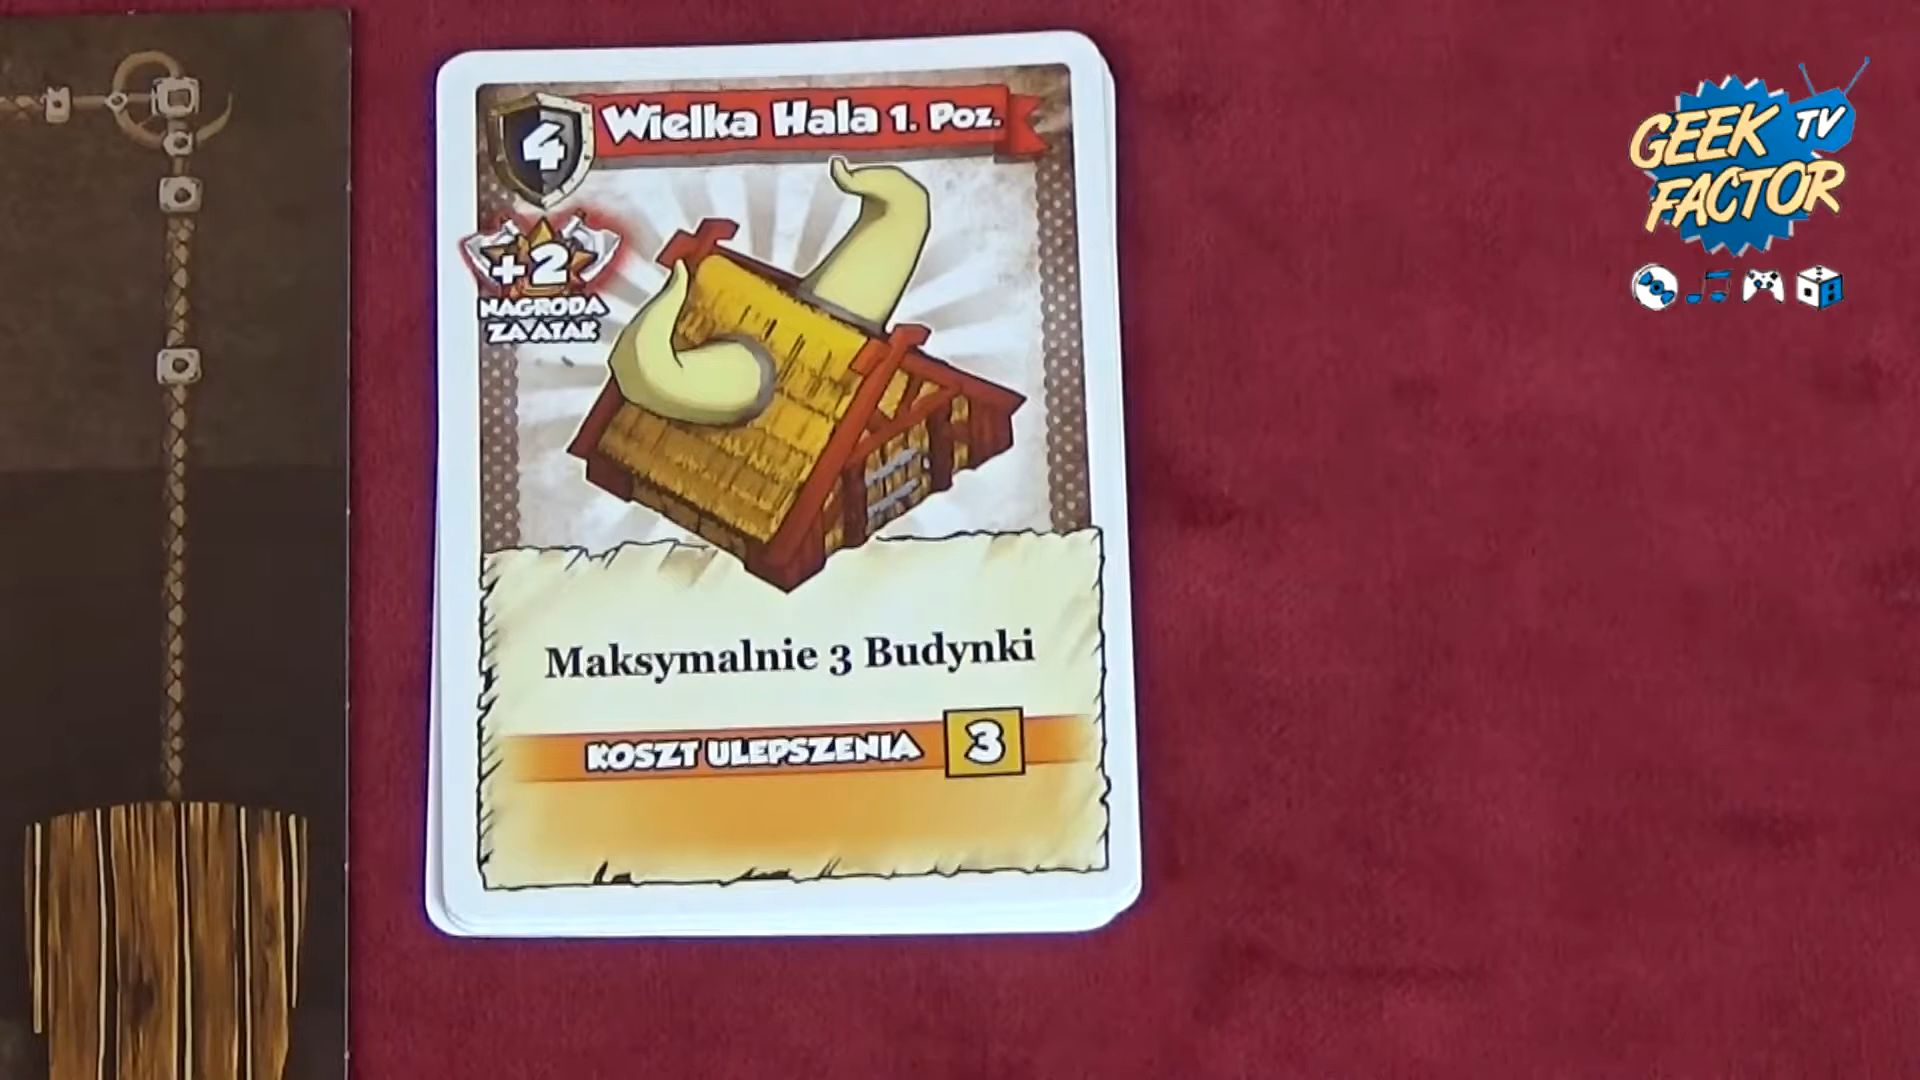 4
Wielka Hala 1. Poz.
+2
NAGRODA
ZA ATAK
Maksymalnie 3 Budynki
KOSZT ULEPSZENIA 3
GEEK TV
FACTOR